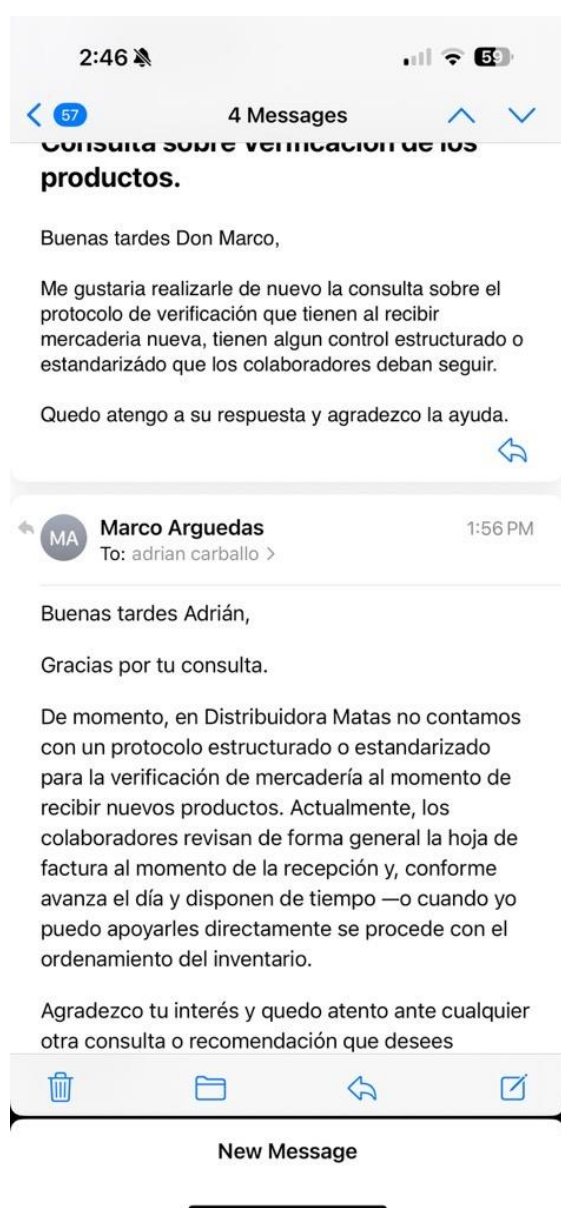 2:46
59
57
4 Messages
Consulta sobre verificación de los
productos.
Buenas tardes Don Marco,
Me gustaria realizarle de nuevo la consulta sobre el
protocolo de verificación que tienen al recibir
mercaderia nueva, tienen algun control estructurado o
estandarizádo que los colaboradores deban seguir.
Quedo atengo a su respuesta y agradezco la ayuda.
MA
Marco Arguedas
1:56 PM
To: adrian carballo >
Buenas tardes Adrián,
Gracias por tu consulta.
De momento, en Distribuidora Matas no contamos
con un protocolo estructurado o estandarizado
para la verificación de mercadería al momento de
recibir nuevos productos. Actualmente, los
colaboradores revisan de forma general la hoja de
factura al momento de la recepción y, conforme
avanza el día y disponen de tiempo —o cuando yo
puedo apoyarles directamente se procede con el
ordenamiento del inventario.
Agradezco tu interés y quedo atento ante cualquier
otra consulta o recomendación que desees
New Message